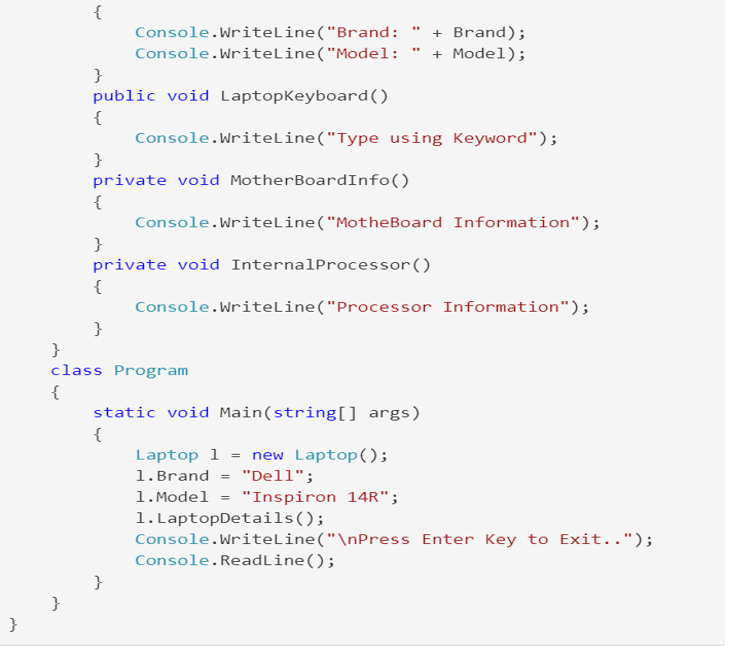 {
Console.WriteLine("Brand: " + Brand);
Console.WriteLine("Model: " + Model);
}
public void LaptopKeyboard()
{
Console.WriteLine("Type using Keyword");
}
private void MotherBoardInfo()
{
Console.WriteLine("MotheBoard Information");
}
private void InternalProcessor()
{
Console.WriteLine("Processor Information");
}
}
class Program
{
static void Main(string[] args)
{
Laptop l = new Laptop();
l.Brand = "Dell";
l.Model = "Inspiron 14R";
l.LaptopDetails();
Console.WriteLine("\nPress Enter Key to Exit..");
Console.ReadLine();
}
}
}